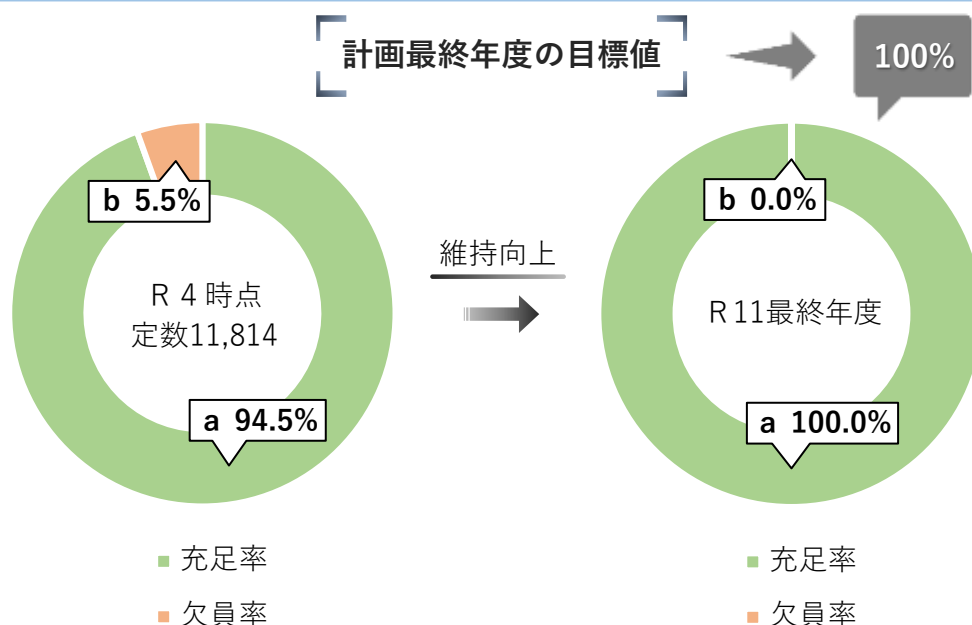 計画最終年度の目標値
100%
b 5.5%
R 4 時点
定数11,814
a 94.5%
維持向上
b 0.0%
R 11最終年度
a 100.0%
充足率
欠員率
充足率
欠員率